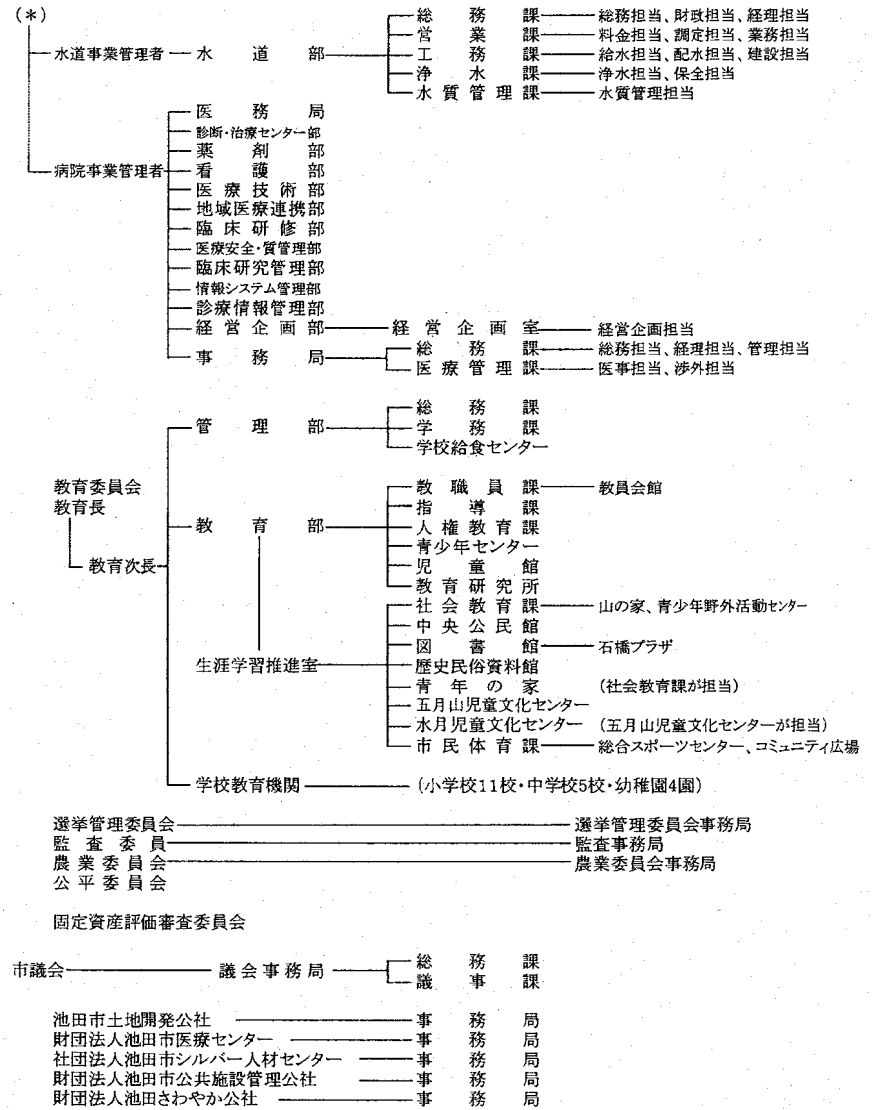 (*)
総務課 総務担当、財政担当、経理担当
営業課 料金担当、調定担当、業務担当
水道事業管理者 水道部 工務課 給水担当、配水担当、建設担当
浄水課 浄水担当、保全担当
水質管理課 水質管理担当
医務局
診断・治療センター部
薬剤部
病院事業管理者 看護部
医療技術部
地域医療連携部
臨床研修部
医療安全・質管理部
臨床研究管理部
情報システム管理部
診療情報管理部
経営企画部 経営企画室 経営企画担当
事務局 総務課 総務担当、経理担当、管理担当
医療管理課 医事担当、渉外担当
総務課
管理部 学務課
学校給食センター
教育委員会 教職員課 教員会館
教育長 指導課
教育部 人権教育課
青少年センター
教育次長 児童館
教育研究所
社会教育課 山の家、青少年野外活動センター
中央公民館
図書館 石橋プラザ
生涯学習推進室 歴史民俗資料館
青年の家 (社会教育課が担当)
五月山児童文化センター
水月児童文化センター (五月山児童文化センターが担当)
市民体育課 総合スポーツセンター、コミュニティ広場
学校教育機関 (小学校11校・中学校5校・幼稚園4園)
選挙管理委員会 選挙管理委員会事務局
監査委員 監査事務局
農業委員会 農業委員会事務局
公平委員会
固定資産評価審査委員会
市議会 議会事務局 総務課
議事課
池田市土地開発公社 事務局
財団法人池田市医療センター 事務局
社団法人池田市シルバー人材センター 事務局
財団法人池田市公共施設管理公社 事務局
財団法人池田さわやか公社 事務局